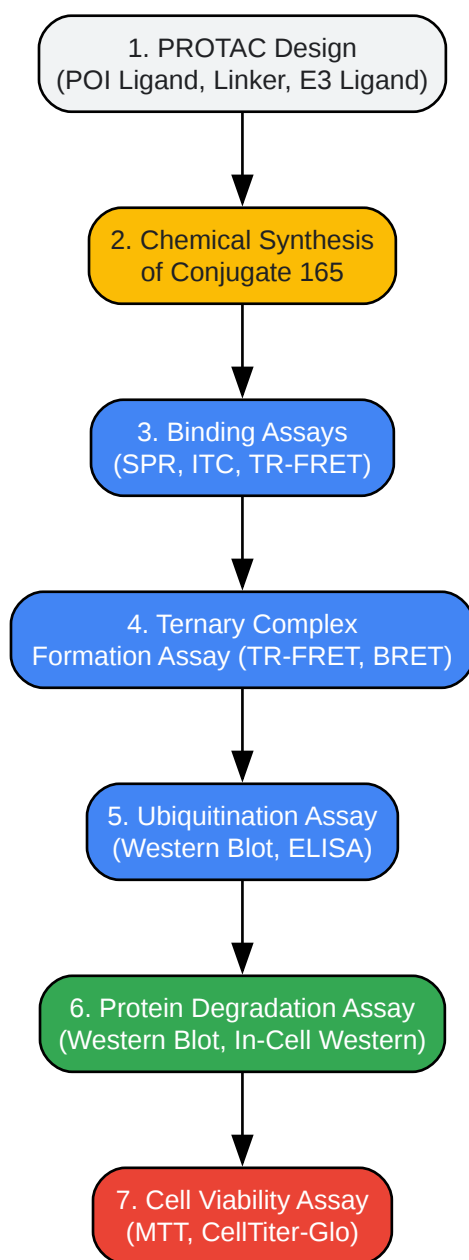 1. PROTAC Design
(POI Ligand, Linker, E3 Ligand)
2. Chemical Synthesis
of Conjugate 165
3. Binding Assays
(SPR, ITC, TR-FRET)
4. Ternary Complex
Formation Assay (TR-FRET, BRET)
5. Ubiquitination Assay
(Western Blot, ELISA)
6. Protein Degradation Assay
(Western Blot, In-Cell Western)
7. Cell Viability Assay
(MTT, CellTiter-Glo)